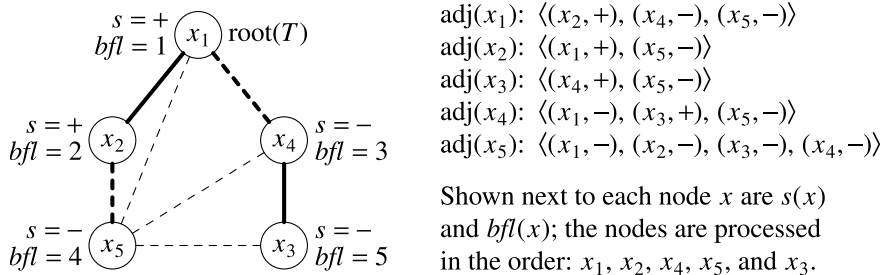 s = +
bfl = 1
x₁
root(T)
s = +
bfl = 2
x₂
x₄
s = −
bfl = 3
s = −
bfl = 4
x₅
x₃
s = −
bfl = 5
adj(x₁): ⟨(x₂,+), (x₄,−), (x₅,−)⟩
adj(x₂): ⟨(x₁,+), (x₅,−)⟩
adj(x₃): ⟨(x₄,+), (x₅,−)⟩
adj(x₄): ⟨(x₁,−), (x₃,+), (x₅,−)⟩
adj(x₅): ⟨(x₁,−), (x₂,−), (x₃,−), (x₄,−)⟩
Shown next to each node x are s(x)
and bfl(x); the nodes are processed
in the order: x₁, x₂, x₄, x₅, and x₃.